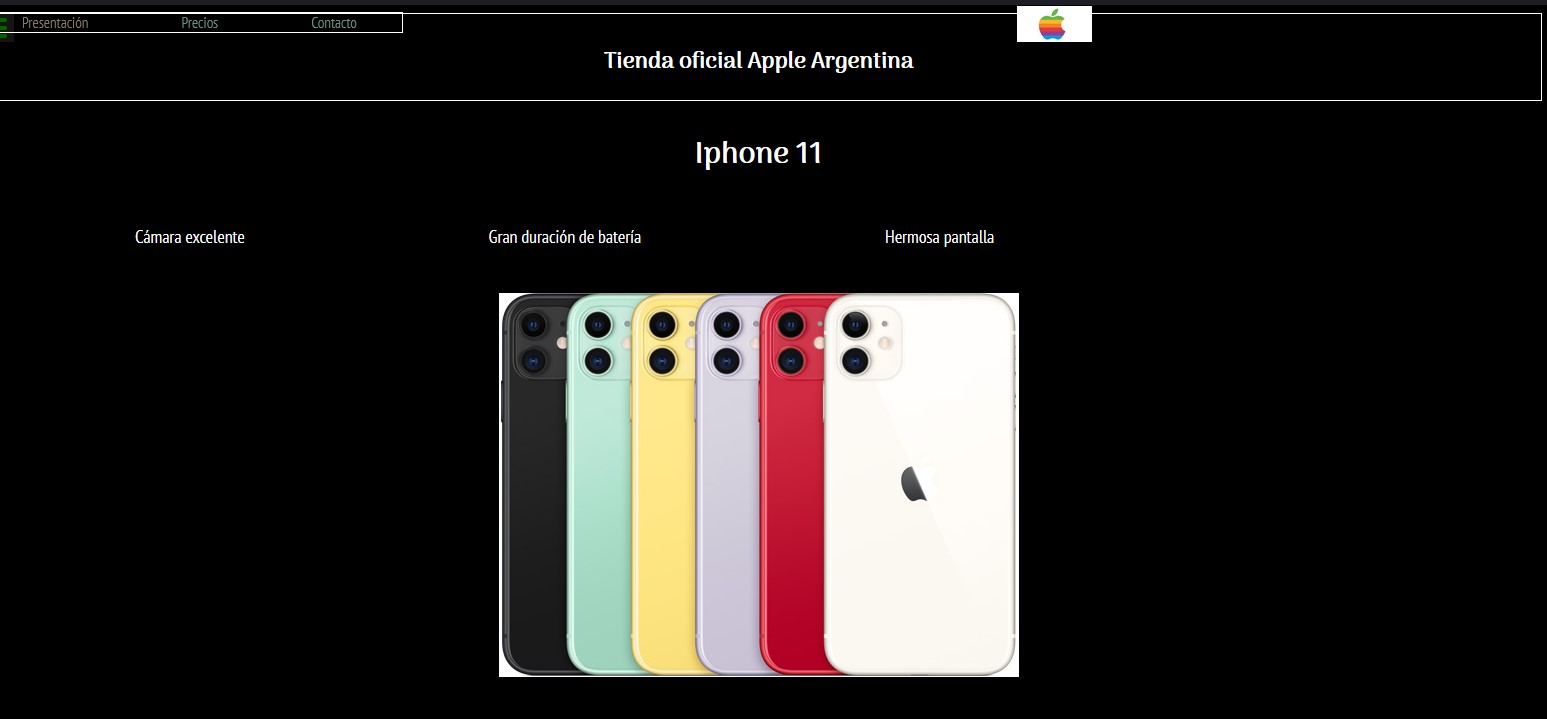 Presentación Precios Contacto
Tienda oficial Apple Argentina
Iphone 11
Cámara excelente Gran duración de batería Hermosa pantalla